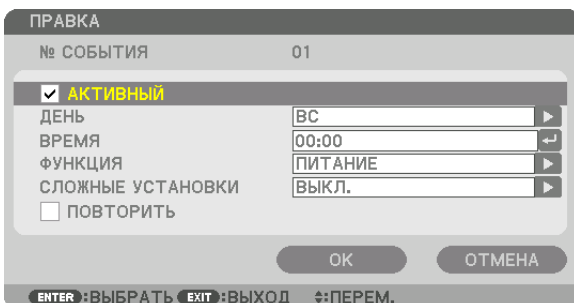 ПРАВКА
№ СОБЫТИЯ 01
АКТИВНЫЙ
ДЕНЬ ВС
ВРЕМЯ 00:00
ФУНКЦИЯ ПИТАНИЕ
СЛОЖНЫЕ УСТАНОВКИ ВЫКЛ.
ПОВТОРИТЬ
ОК ОТМЕНА
ENTER:ВЫБРАТЬ EXIT:ВЫХОД :ПЕРЕМ.